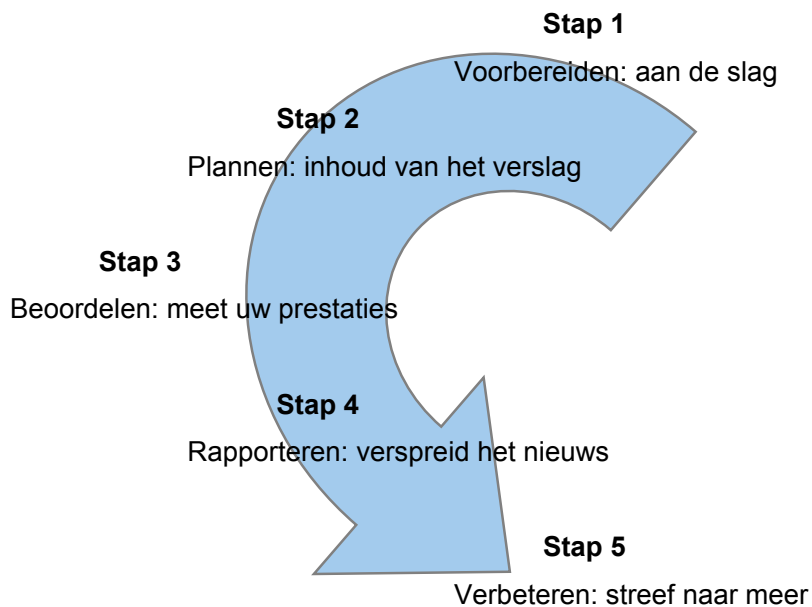 Stap 1
Voorbereiden: aan de slag
Stap 2
Plannen: inhoud van het verslag
Stap 3
Beoordelen: meet uw prestaties
Stap 4
Rapporteren: verspreid het nieuws
Stap 5
Verbeteren: streef naar meer